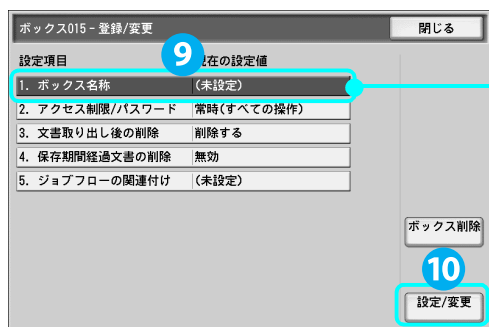 ボックス015-登録/変更
閉じる
設定項目
9
在の設定値
1. ボックス名称 (未設定)
2. アクセス制限/パスワード 常時(すべての操作)
3. 文書取り出し後の削除 削除する
4. 保存期間経過文書の削除 無効
5. ジョブフローの関連付け (未設定)
ボックス削除
10
設定/変更